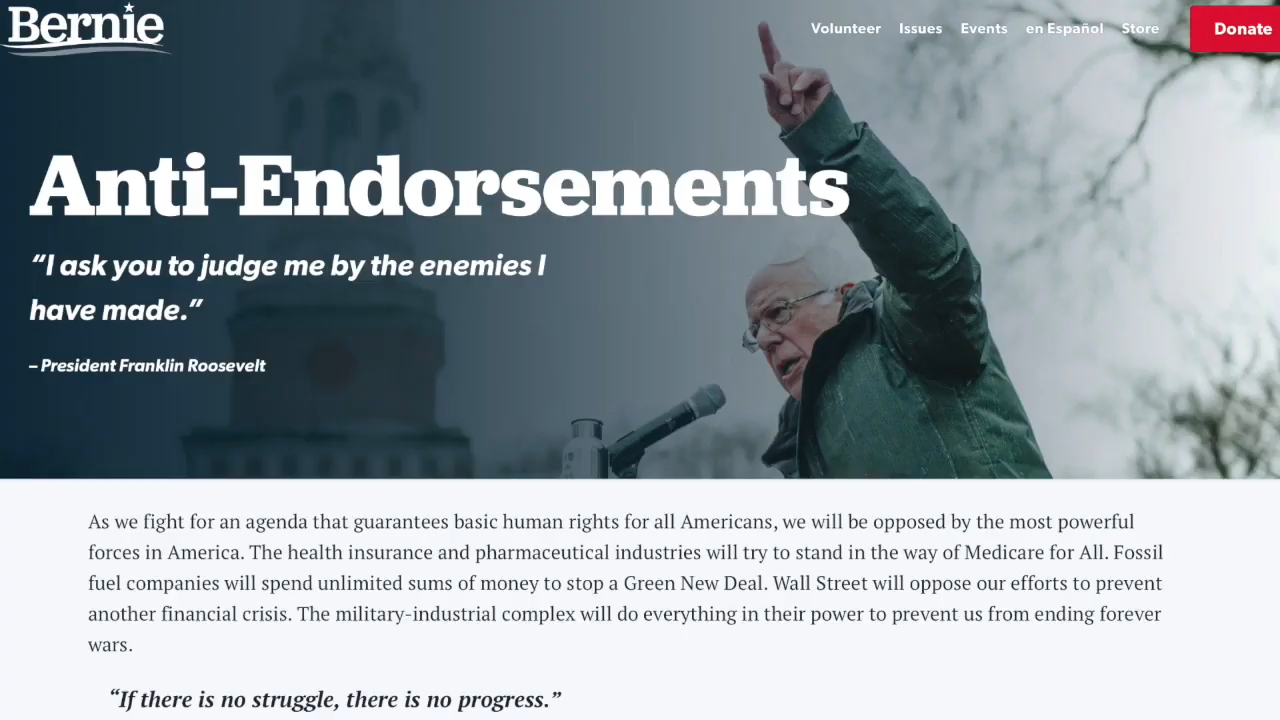 Bernie
Volunteer Issues Events en Español Store Donate
Anti-Endorsements
“I ask you to judge me by the enemies I
have made.”
– President Franklin Roosevelt
As we fight for an agenda that guarantees basic human rights for all Americans, we will be opposed by the most powerful
forces in America. The health insurance and pharmaceutical industries will try to stand in the way of Medicare for All. Fossil
fuel companies will spend unlimited sums of money to stop a Green New Deal. Wall Street will oppose our efforts to prevent
another financial crisis. The military-industrial complex will do everything in their power to prevent us from ending forever
wars.
“If there is no struggle, there is no progress.”